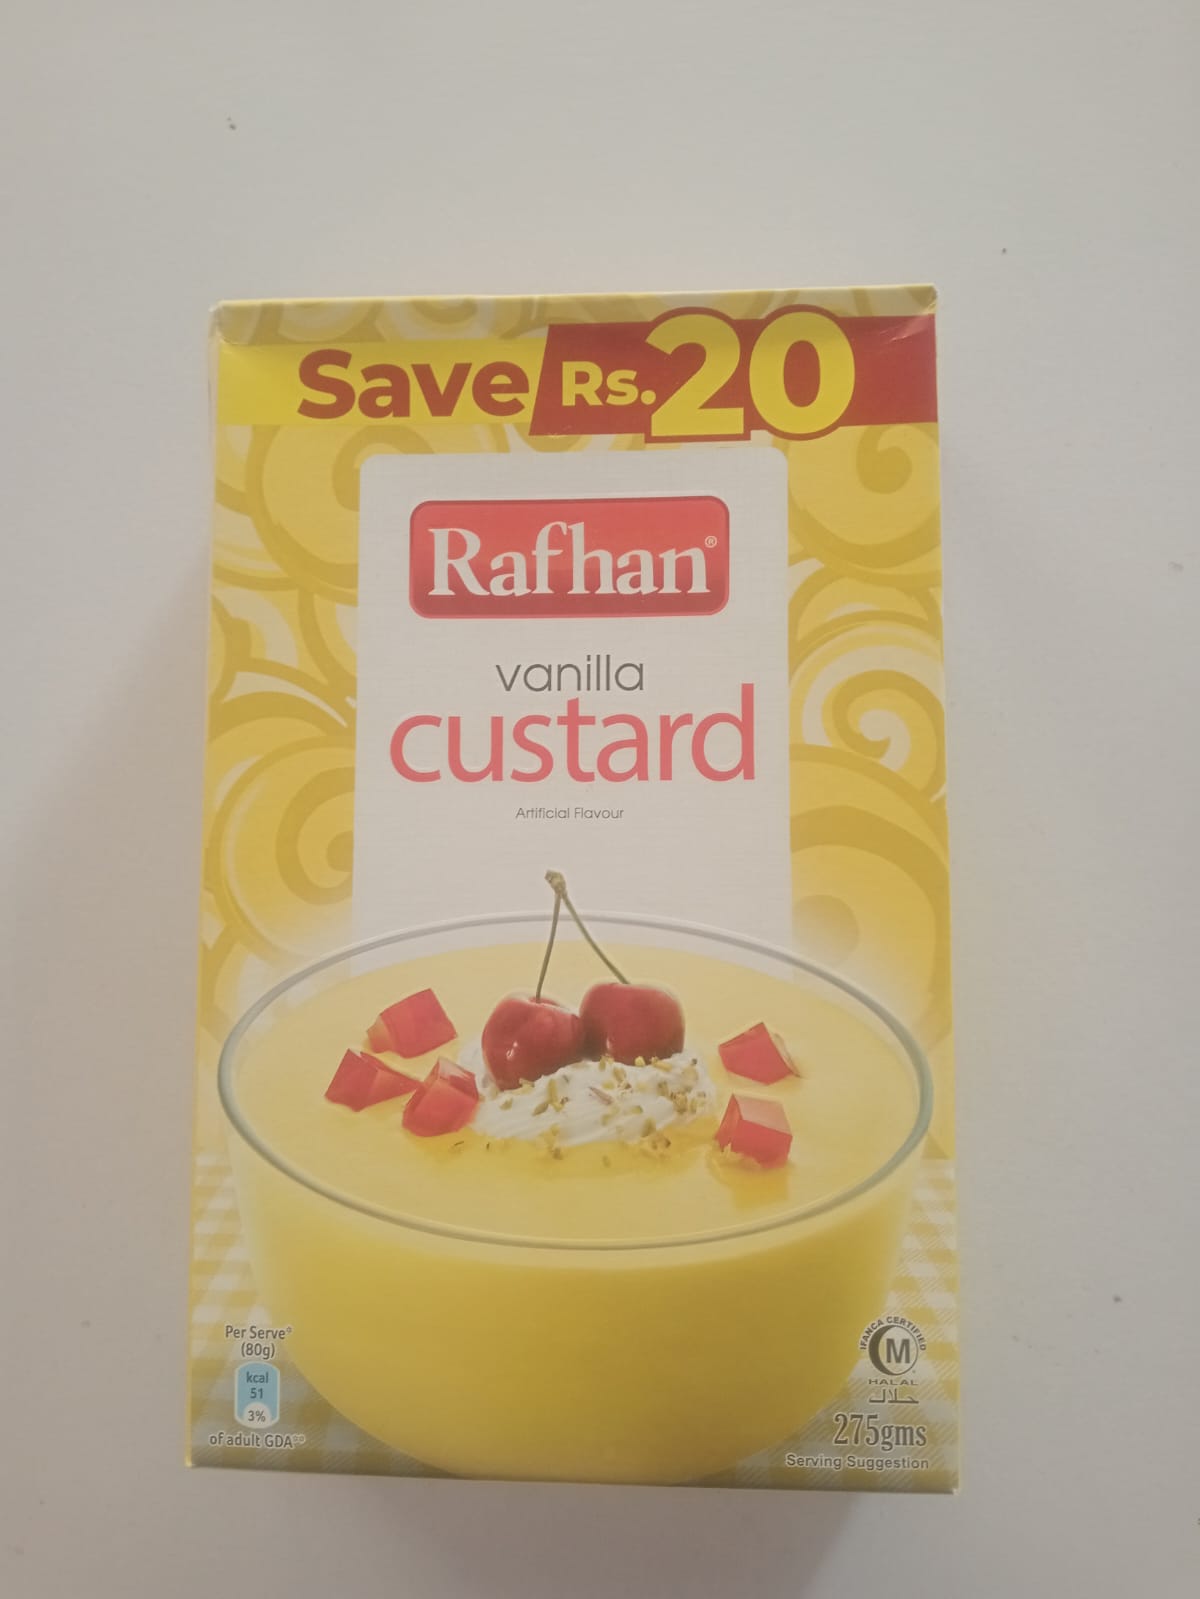 Save Rs.20
Rafhan®
vanilla
custard
Artificial Flavour
Per Serve*
(80g)
kcal
51
3%
of adult GDA**
IFANCA CERTIFIED
M
HALAL
حلال
275gms
Serving Suggestion